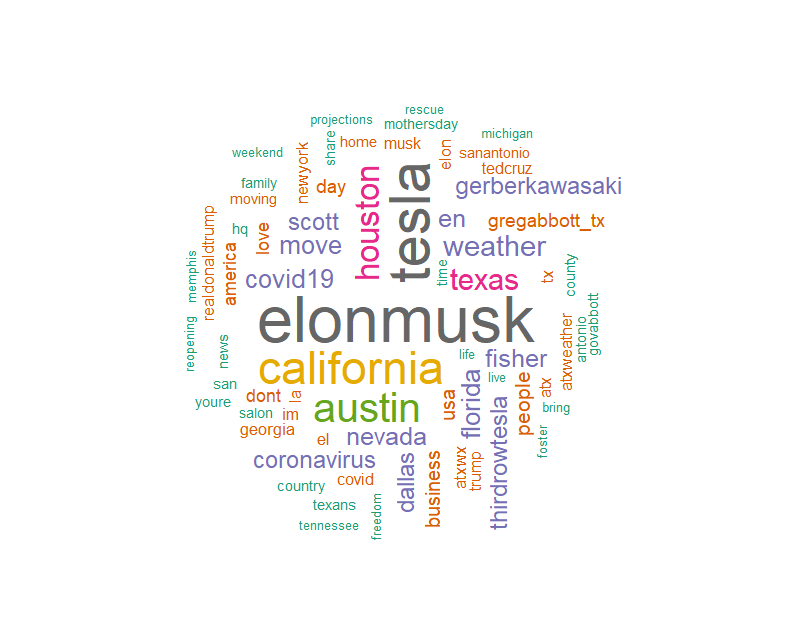 rescue
projections
mothersday
michigan
share
home
musk
elon
sanantonio
weekend
newyork
tedcruz
family
day
houston
tesla
gerberkawasaki
moving
realdonaldtrump
scott
en
gregabbott_tx
hq
love
move
weather
memphis
america
covid19
time
texas
tx
county
elonmusk
reopening
news
california
life
fisher
atxweather
antonio
govabbott
san
live
florida
people
atx
youre
dont
la
austin
usa
bring
salon
im
georgia
el
nevada
thirdrowtesla
foster
coronavirus
dallas
business
atxwx
trump
country
covid
texans
freedom
tennessee